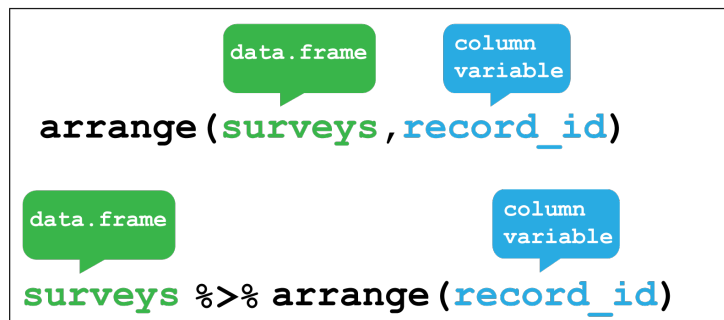 data.frame
column
variable
arrange(surveys,record_id)
data.frame
column
variable
surveys %>% arrange(record_id)